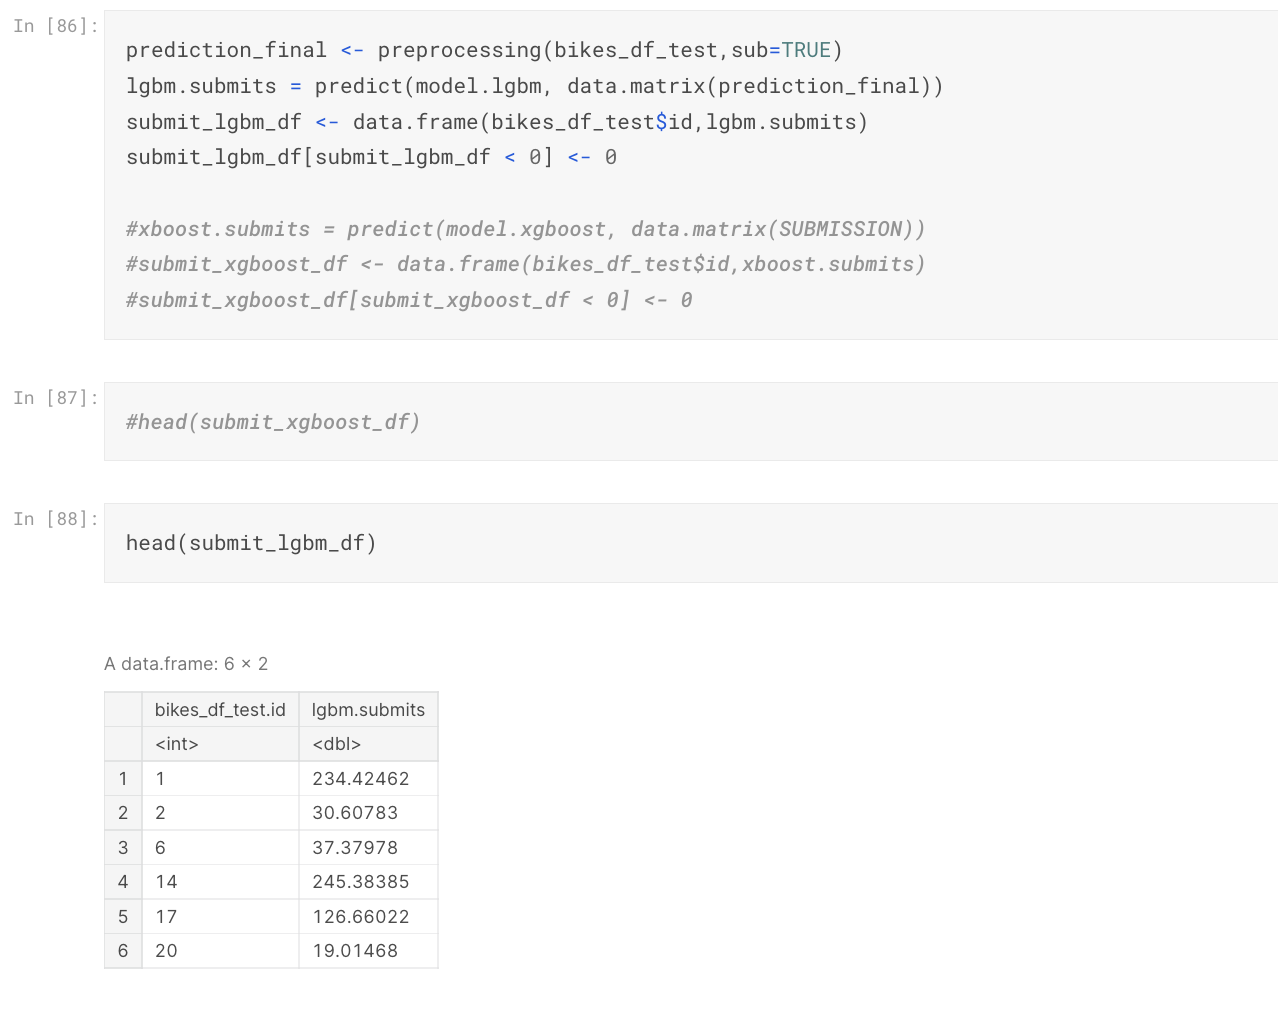 In [86]:
prediction_final <- preprocessing(bikes_df_test,sub=TRUE)
lgbm.submits = predict(model.lgbm, data.matrix(prediction_final))
submit_lgbm_df <- data.frame(bikes_df_test$id,lgbm.submits)
submit_lgbm_df[submit_lgbm_df < 0] <- 0
#xboost.submits = predict(model.xgboost, data.matrix(SUBMISSION))
#submit_xgboost_df <- data.frame(bikes_df_test$id,xboost.submits)
#submit_xgboost_df[submit_xgboost_df < 0] <- 0
In [87]:
#head(submit_xgboost_df)
In [88]:
head(submit_lgbm_df)
A data.frame: 6 × 2
bikes_df_test.id lgbm.submits
<int> <dbl>
1 1 234.42462
2 2 30.60783
3 6 37.37978
4 14 245.38385
5 17 126.66022
6 20 19.01468